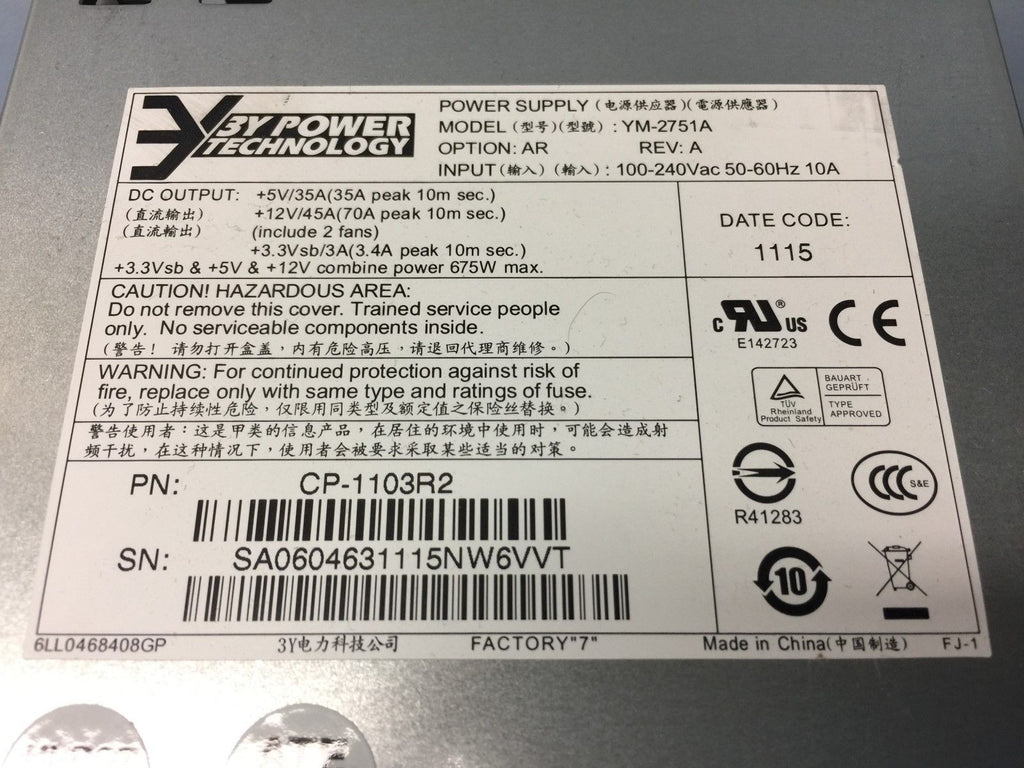 3Y POWER
TECHNOLOGY
POWER SUPPLY (电源供应器)(電源供應器)
MODEL (型号)(型號) : YM-2751A
OPTION: AR REV: A
INPUT(输入) (輸入) : 100-240Vac 50-60Hz 10A
DC OUTPUT: +5V/35A(35A peak 10m sec.)
(直流输出) +12V/45A(70A peak 10m sec.)
(直流輸出) (include 2 fans)
+3.3Vsb/3A(3.4A peak 10m sec.)
+3.3Vsb & +5V & +12V combine power 675W max.
DATE CODE:
1115
CAUTION! HAZARDOUS AREA:
Do not remove this cover. Trained service people
only. No serviceable components inside.
(警告! 请勿打开盒盖,内有危险高压,请退回代理商维修。)
WARNING: For continued protection against risk of
fire, replace only with same type and ratings of fuse.
(为了防止持续性危险,仅限用同类型及额定值之保险丝替换。)
警告使用者:这是甲类的信息产品,在居住的环境中使用时,可能会造成射
频干扰,在这种情况下,使用者会被要求采取某些适当的对策。
c RU ® US
E142723
CE
TÜV
Rheinland
Product Safety
BAUART
GEPRÜFT
TYPE
APPROVED
R41283
CCC S&E
10
PN: CP-1103R2
SN: SA0604631115NW6VVT
6LL0468408GP 3Y电力科技公司 FACTORY"7" Made in China(中国制造) FJ-1